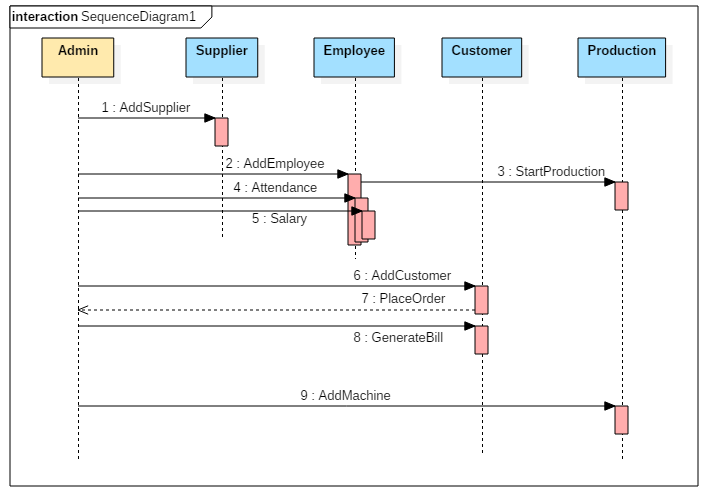 interaction SequenceDiagram1
Admin
Supplier
Employee
Customer
Production
1 : AddSupplier
2 : AddEmployee
3 : StartProduction
4 : Attendance
5 : Salary
6 : AddCustomer
7 : PlaceOrder
8 : GenerateBill
9 : AddMachine